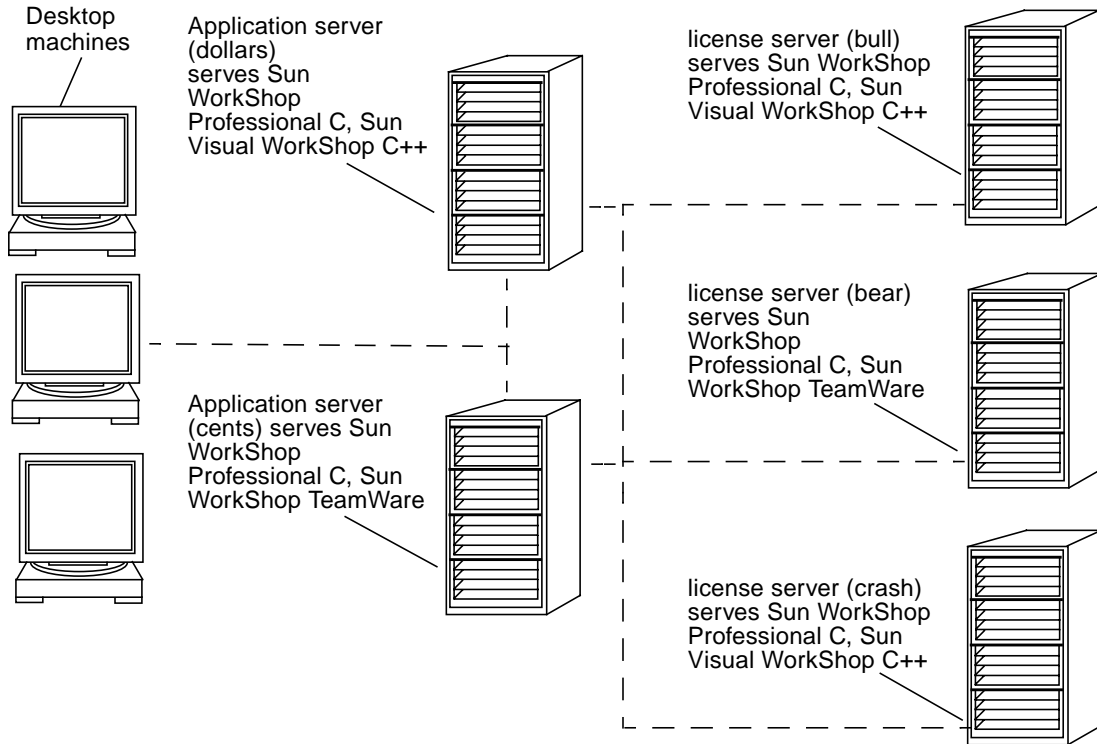 Desktop
machines
Application server
(dollars)
serves Sun
WorkShop
Professional C, Sun
Visual WorkShop C++
license server (bull)
serves Sun WorkShop
Professional C, Sun
Visual WorkShop C++
license server (bear)
serves Sun
WorkShop
Professional C, Sun
WorkShop TeamWare
Application server
(cents) serves Sun
WorkShop
Professional C, Sun
WorkShop TeamWare
license server (crash)
serves Sun WorkShop
Professional C, Sun
Visual WorkShop C++